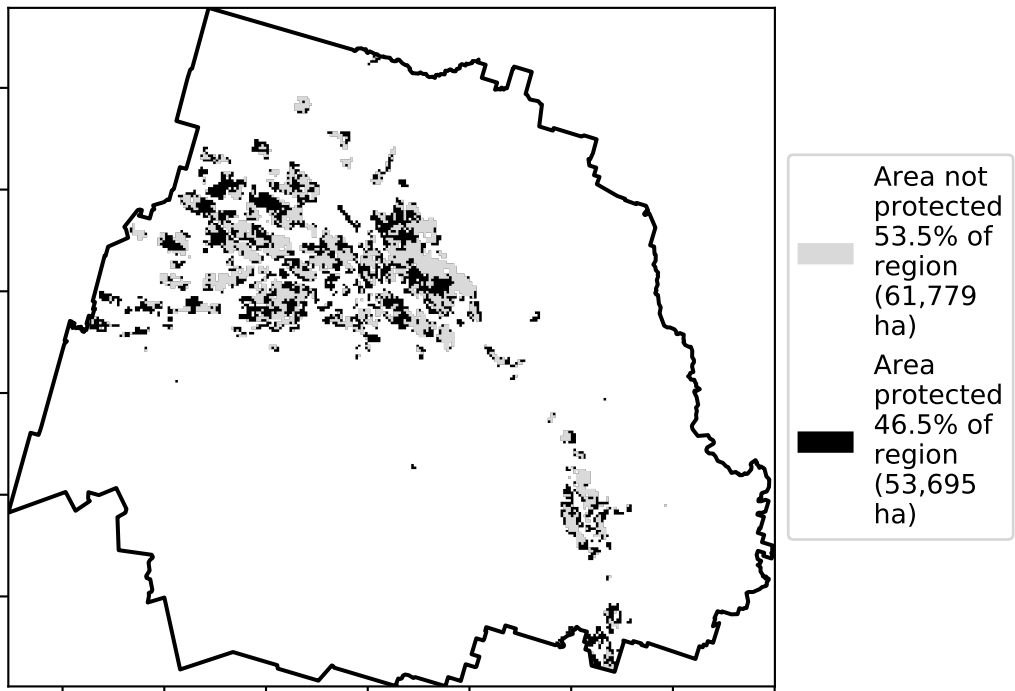 Area not
protected
53.5% of
region
(61,779
ha)
Area
protected
46.5% of
region
(53,695
ha)